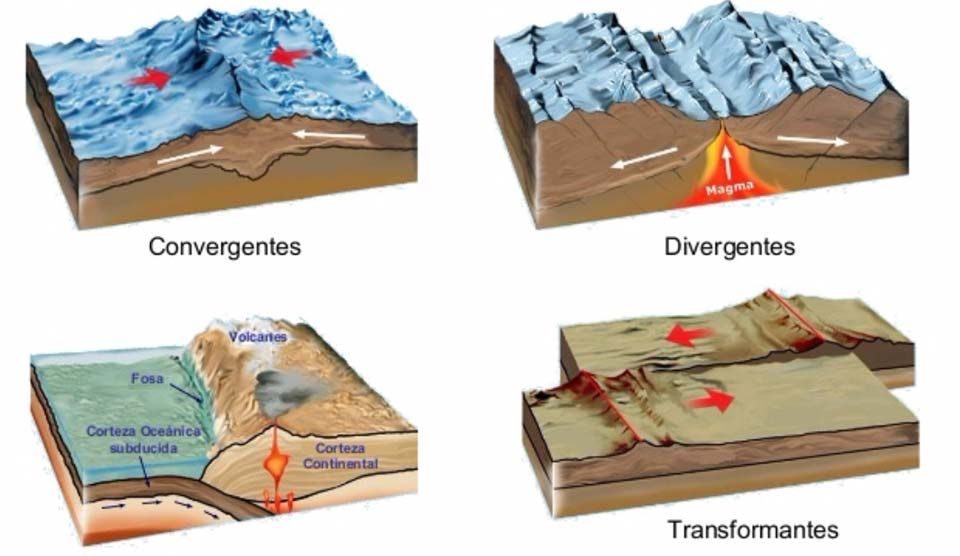 Magma
Convergentes
Divergentes
Volcanes
Fosa
Corteza Oceánica
subducida
Corteza
Continental
Transformantes